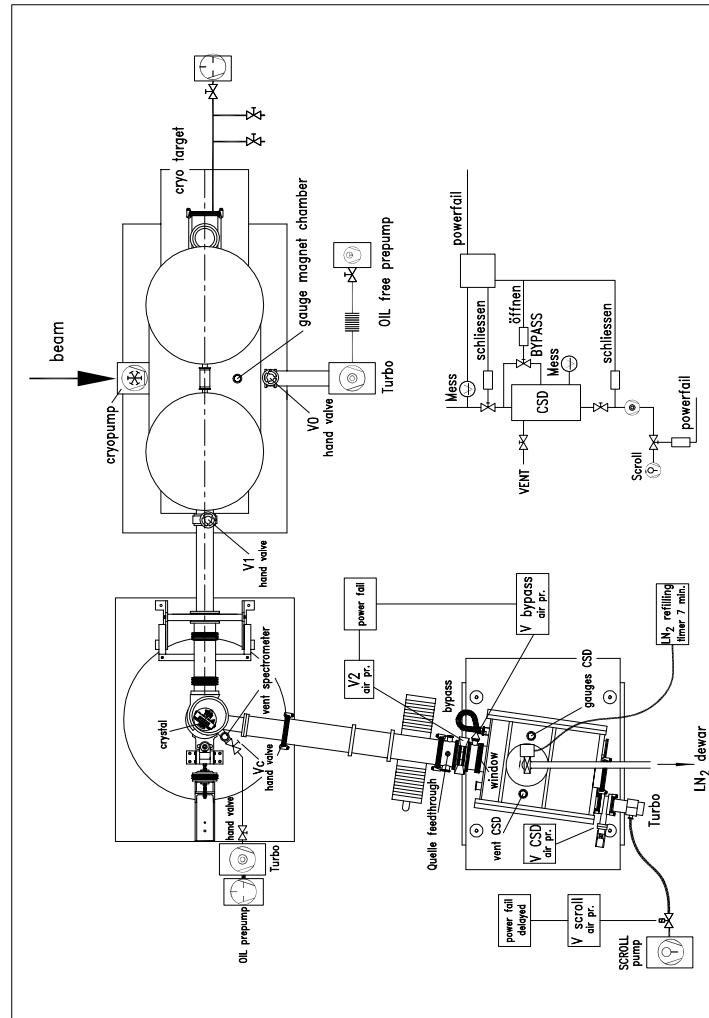 beam
cryopump
cryo target
gauge magnet chamber
OIL free prepump
Turbo
V0
hand valve
V1
hand valve
crystal
vent spectrometer
Vc
hand valve
hand valve
Turbo
OIL prepump
powerfail
Mess
schliessen
öffnen
BYPASS
Mess
schliessen
CSD
VENT
Scroll
powerfail
power fail
V2
air pr.
V bypass
air pr.
bypass
Quelle feedthrough
window
gauges CSD
vent CSD
V CSD
air pr.
LN2 refilling
timer 7 min.
LN2 dewar
Turbo
power fail
delayed
V scroll
air pr.
SCROLL
pump